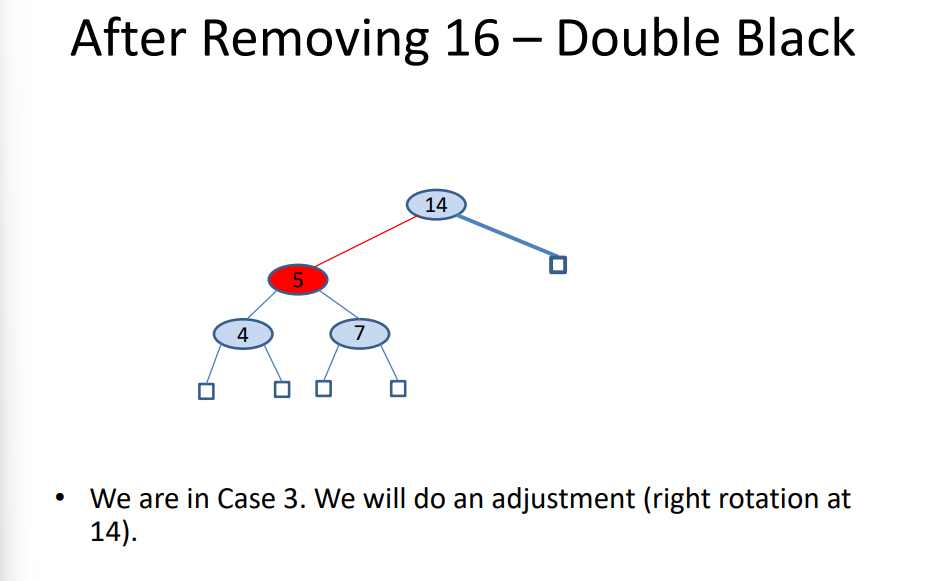 After Removing 16 – Double Black
14
5
4
7
• We are in Case 3. We will do an adjustment (right rotation at
14).